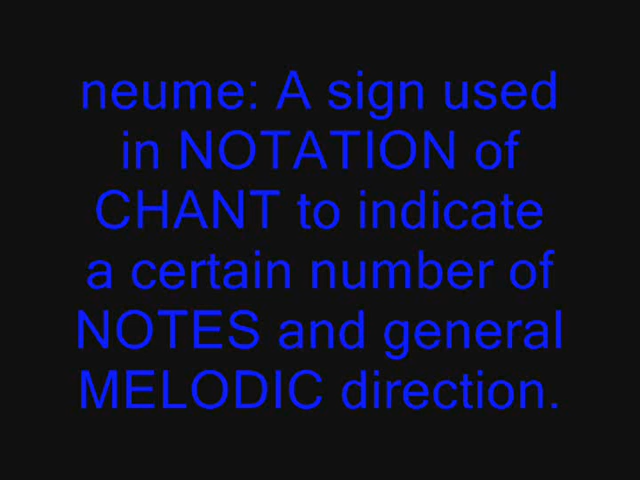 neume: A sign used
in NOTATION of
CHANT to indicate
a certain number of
NOTES and general
MELODIC direction.